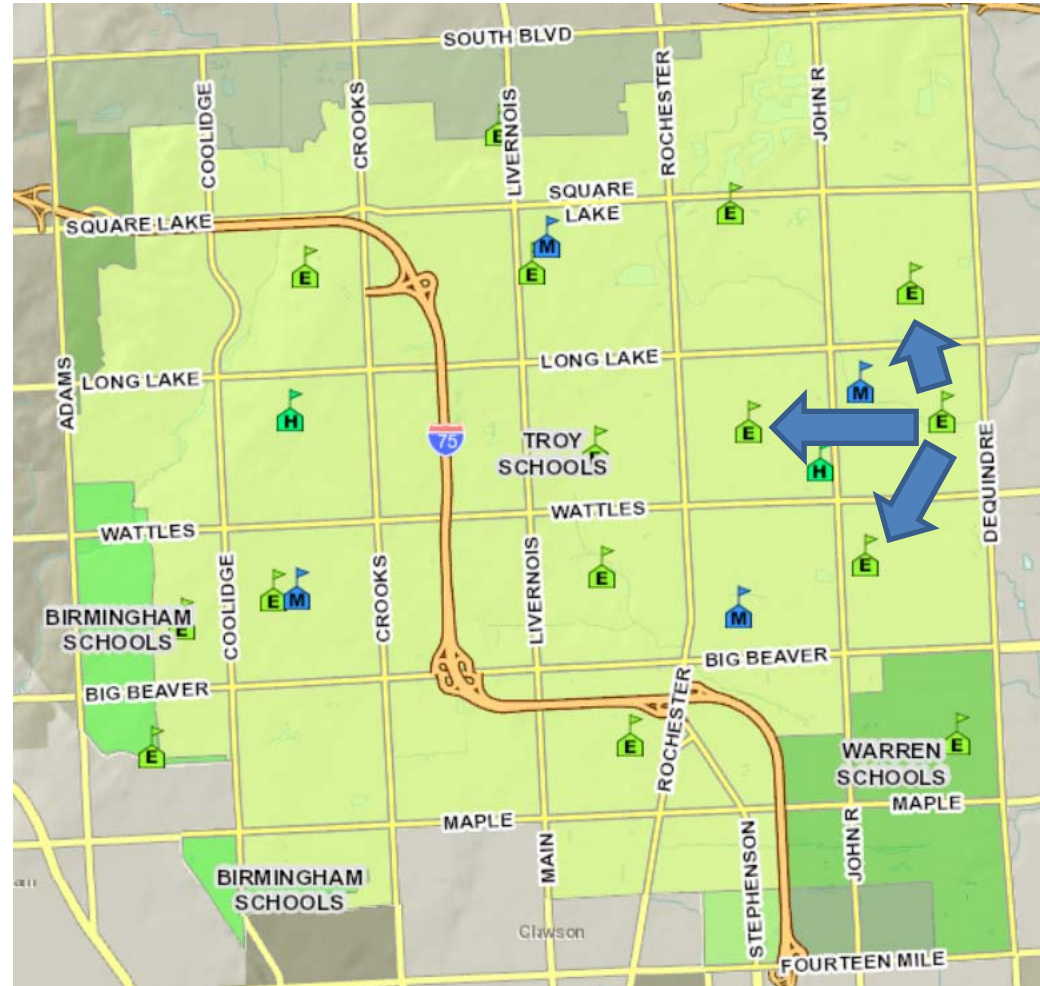 SOUTH BLVD
COOLIDGE
CROOKS
LIVERNOIS
ROCHESTER
JOHN R
E
SQUARE
LAKE
E
SQUARE LAKE
M
E
E
E
ADAMS
LONG LAKE
LONG LAKE
M
H
75
TROY
SCHOOLS
E
E
H
DEQUINDRE
WATTLES
WATTLES
COOLIDGE
CROOKS
LIVERNOIS
E
E
E
M
M
BIRMINGHAM
SCHOOLS
E
BIG BEAVER
BIG BEAVER
ROCHESTER
E
E
E
WARREN
SCHOOLS
MAPLE
MAPLE
MAIN
STEPHENSON
JOHN R
BIRMINGHAM
SCHOOLS
Clawson
FOURTEEN MILE